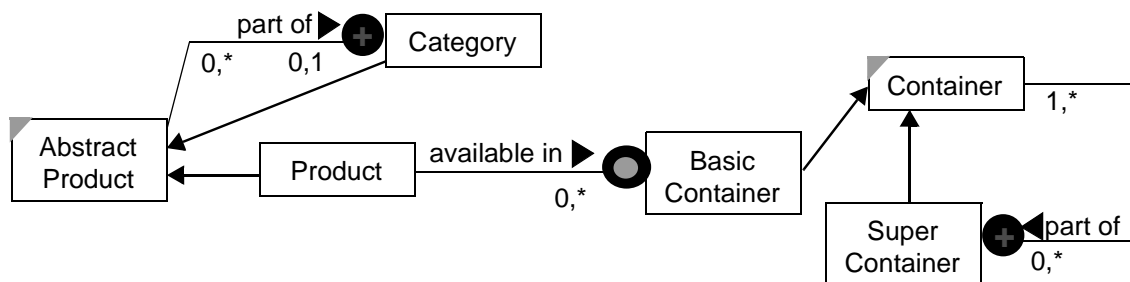 part of
0,*
0,1
Category
Container
1,*
Abstract
Product
Product
available in
0,*
Basic
Container
Super
Container
part of
0,*